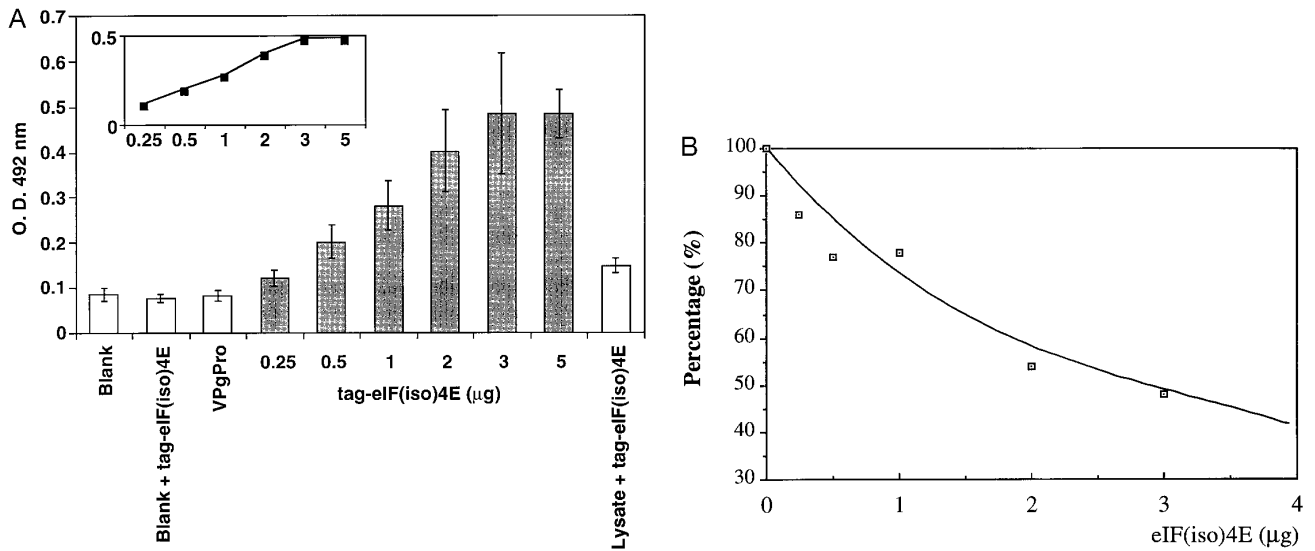 A
0.7
0.6
0.5
0.4
0.3
0.2
0.1
0
O. D. 492 nm
0.5
0
0.25 0.5 1 2 3 5
Blank
Blank + tag-eIF(iso)4E
VPgPro
0.25 0.5 1 2 3 5
tag-eIF(iso)4E (μg)
Lysate + tag-eIF(iso)4E
B
100
90
80
70
60
50
40
30
Percentage (%)
0 1 2 3 4
eIF(iso)4E (μg)